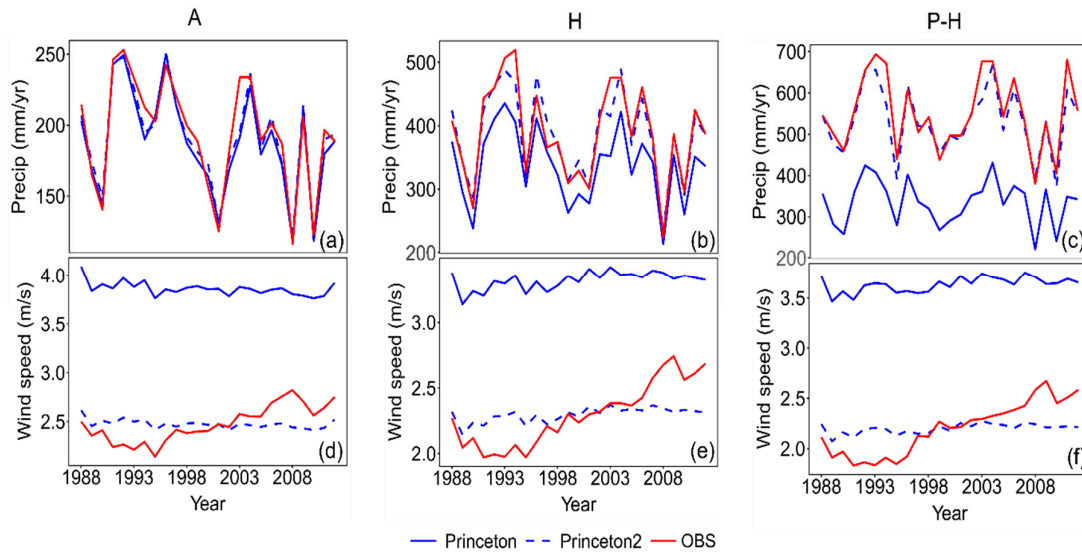 A H P-H
Precip (mm/yr)
250
200
150
(a)
Precip (mm/yr)
500
400
300
200
(b)
Precip (mm/yr)
700
600
500
400
300
200
(c)
Wind speed (m/s)
4.0
3.5
3.0
2.5
(d)
Wind speed (m/s)
3.0
2.5
2.0
(e)
Wind speed (m/s)
3.5
3.0
2.5
2.0
(f)
1988 1993 1998 2003 2008
1988 1993 1998 2003 2008
1988 1993 1998 2003 2008
Year Year Year
Princeton Princeton2 OBS